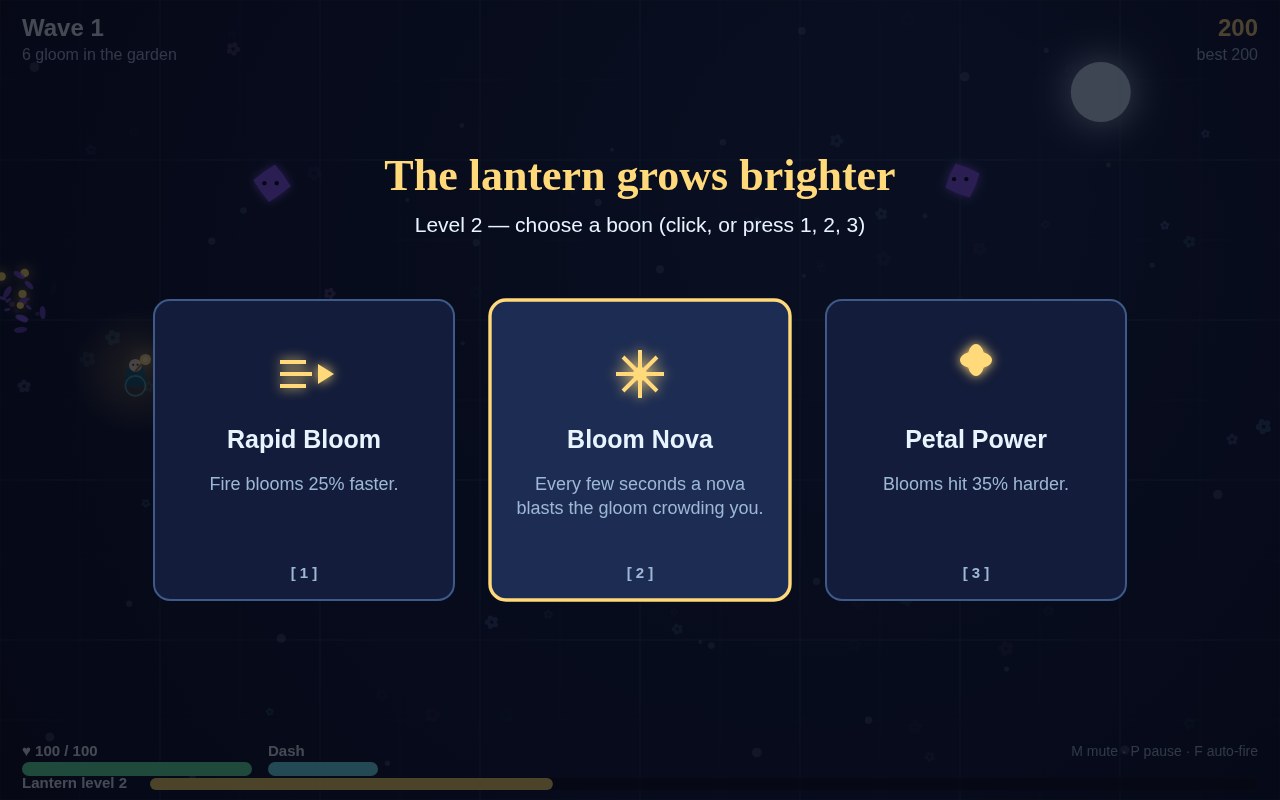 Wave 1
200
6 gloom in the garden
best 200
The lantern grows brighter
Level 2 — choose a boon (click, or press 1, 2, 3)
Rapid Bloom
Fire blooms 25% faster.
[ 1 ]
Bloom Nova
Every few seconds a nova
blasts the gloom crowding you.
[ 2 ]
Petal Power
Blooms hit 35% harder.
[ 3 ]
♥ 100 / 100
Dash
M mute · P pause · F auto-fire
Lantern level 2